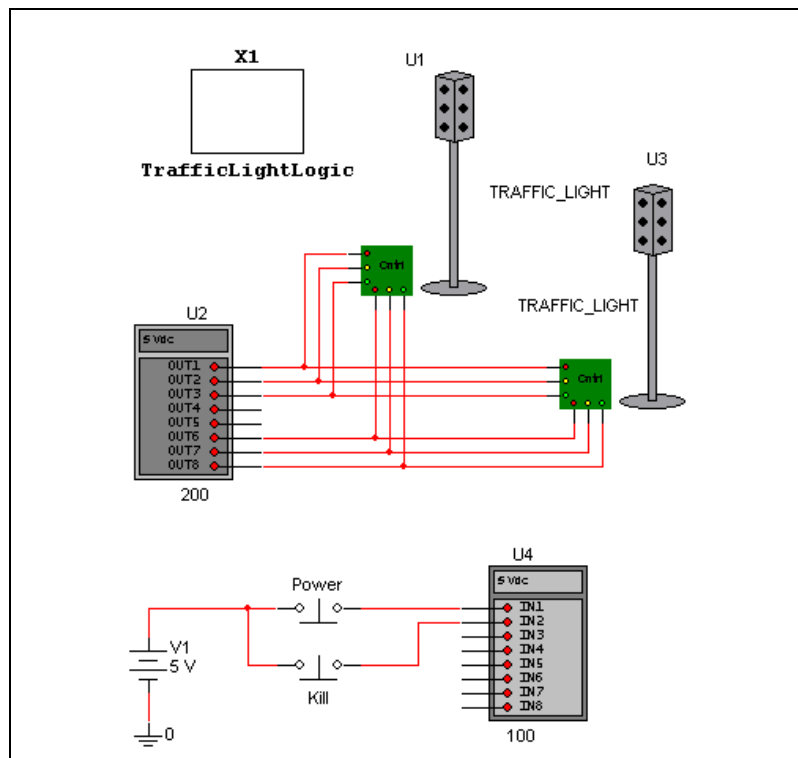 X1
TrafficLightLogic
U1
TRAFFIC_LIGHT
U3
TRAFFIC_LIGHT
Cntrl
Cntrl
U2
5 Vdc
OUT1
OUT2
OUT3
OUT4
OUT5
OUT6
OUT7
OUT8
200
Power
Kill
V1
5 V
0
U4
5 Vdc
IN1
IN2
IN3
IN4
IN5
IN6
IN7
IN8
100